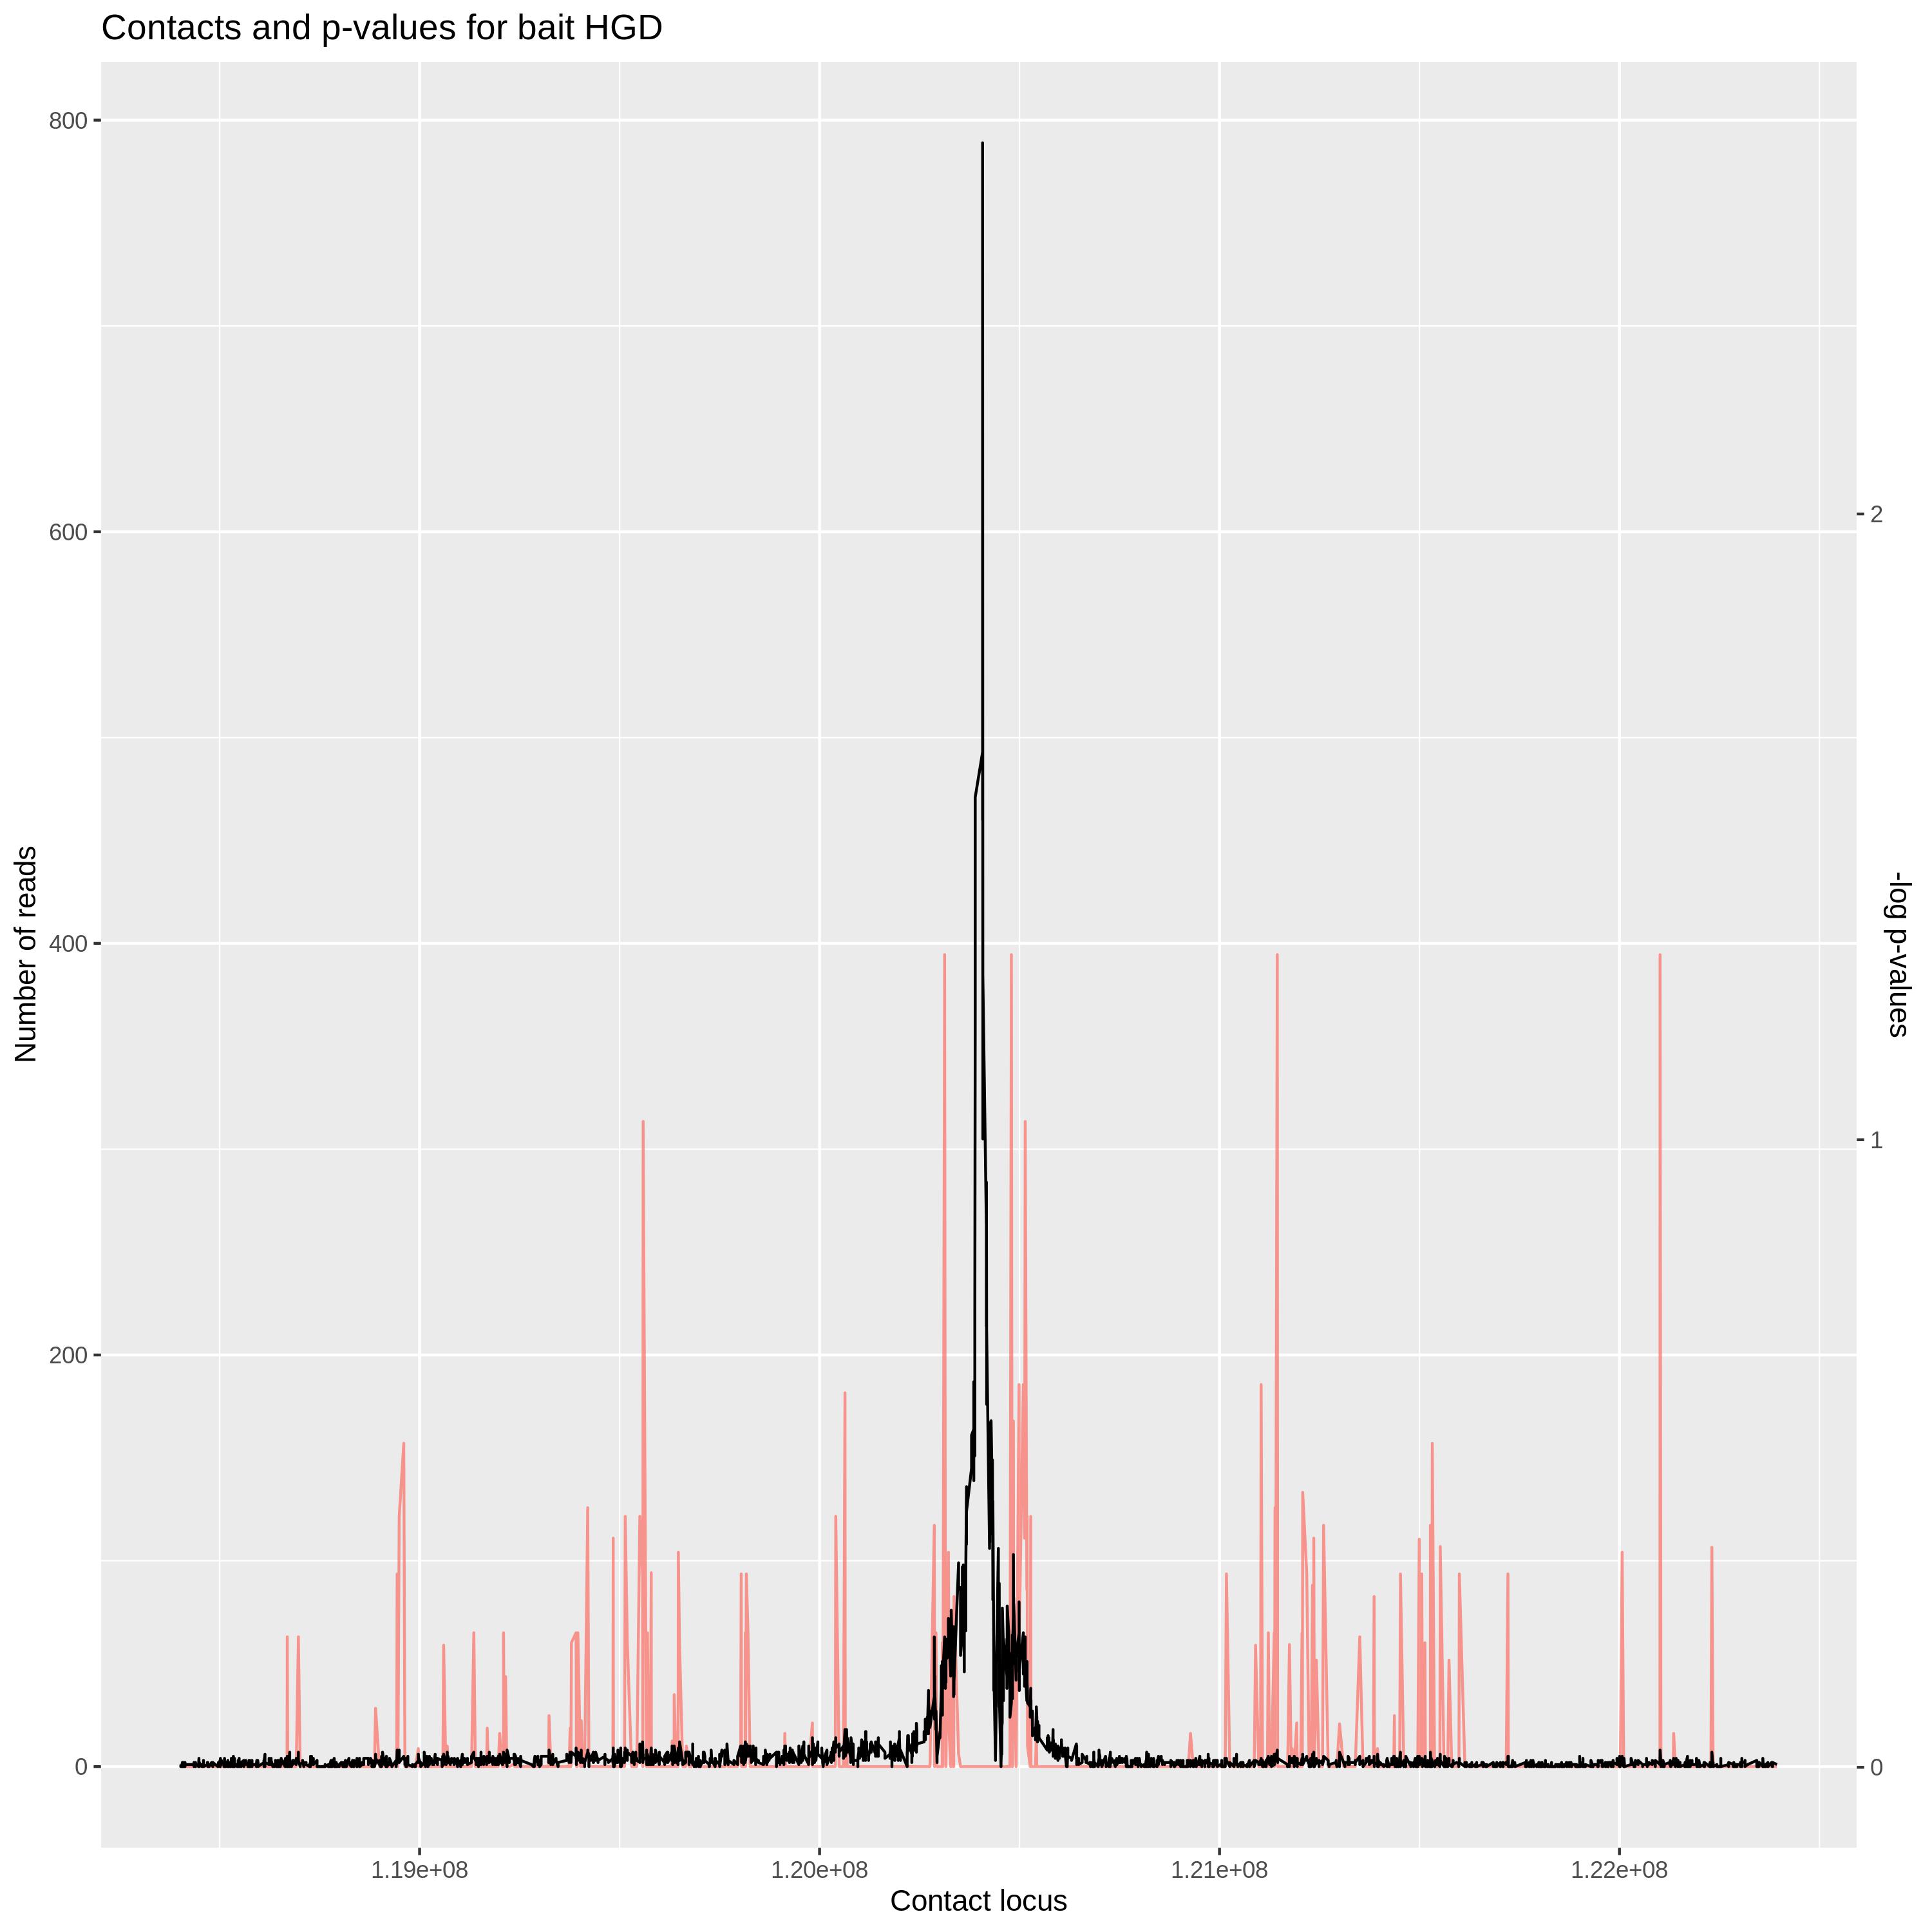 Contacts and p-values for bait HGD
800
600
400
200
0
Number of reads
2
1
0
-log p-values
1.19e+08
1.20e+08
1.21e+08
1.22e+08
Contact locus